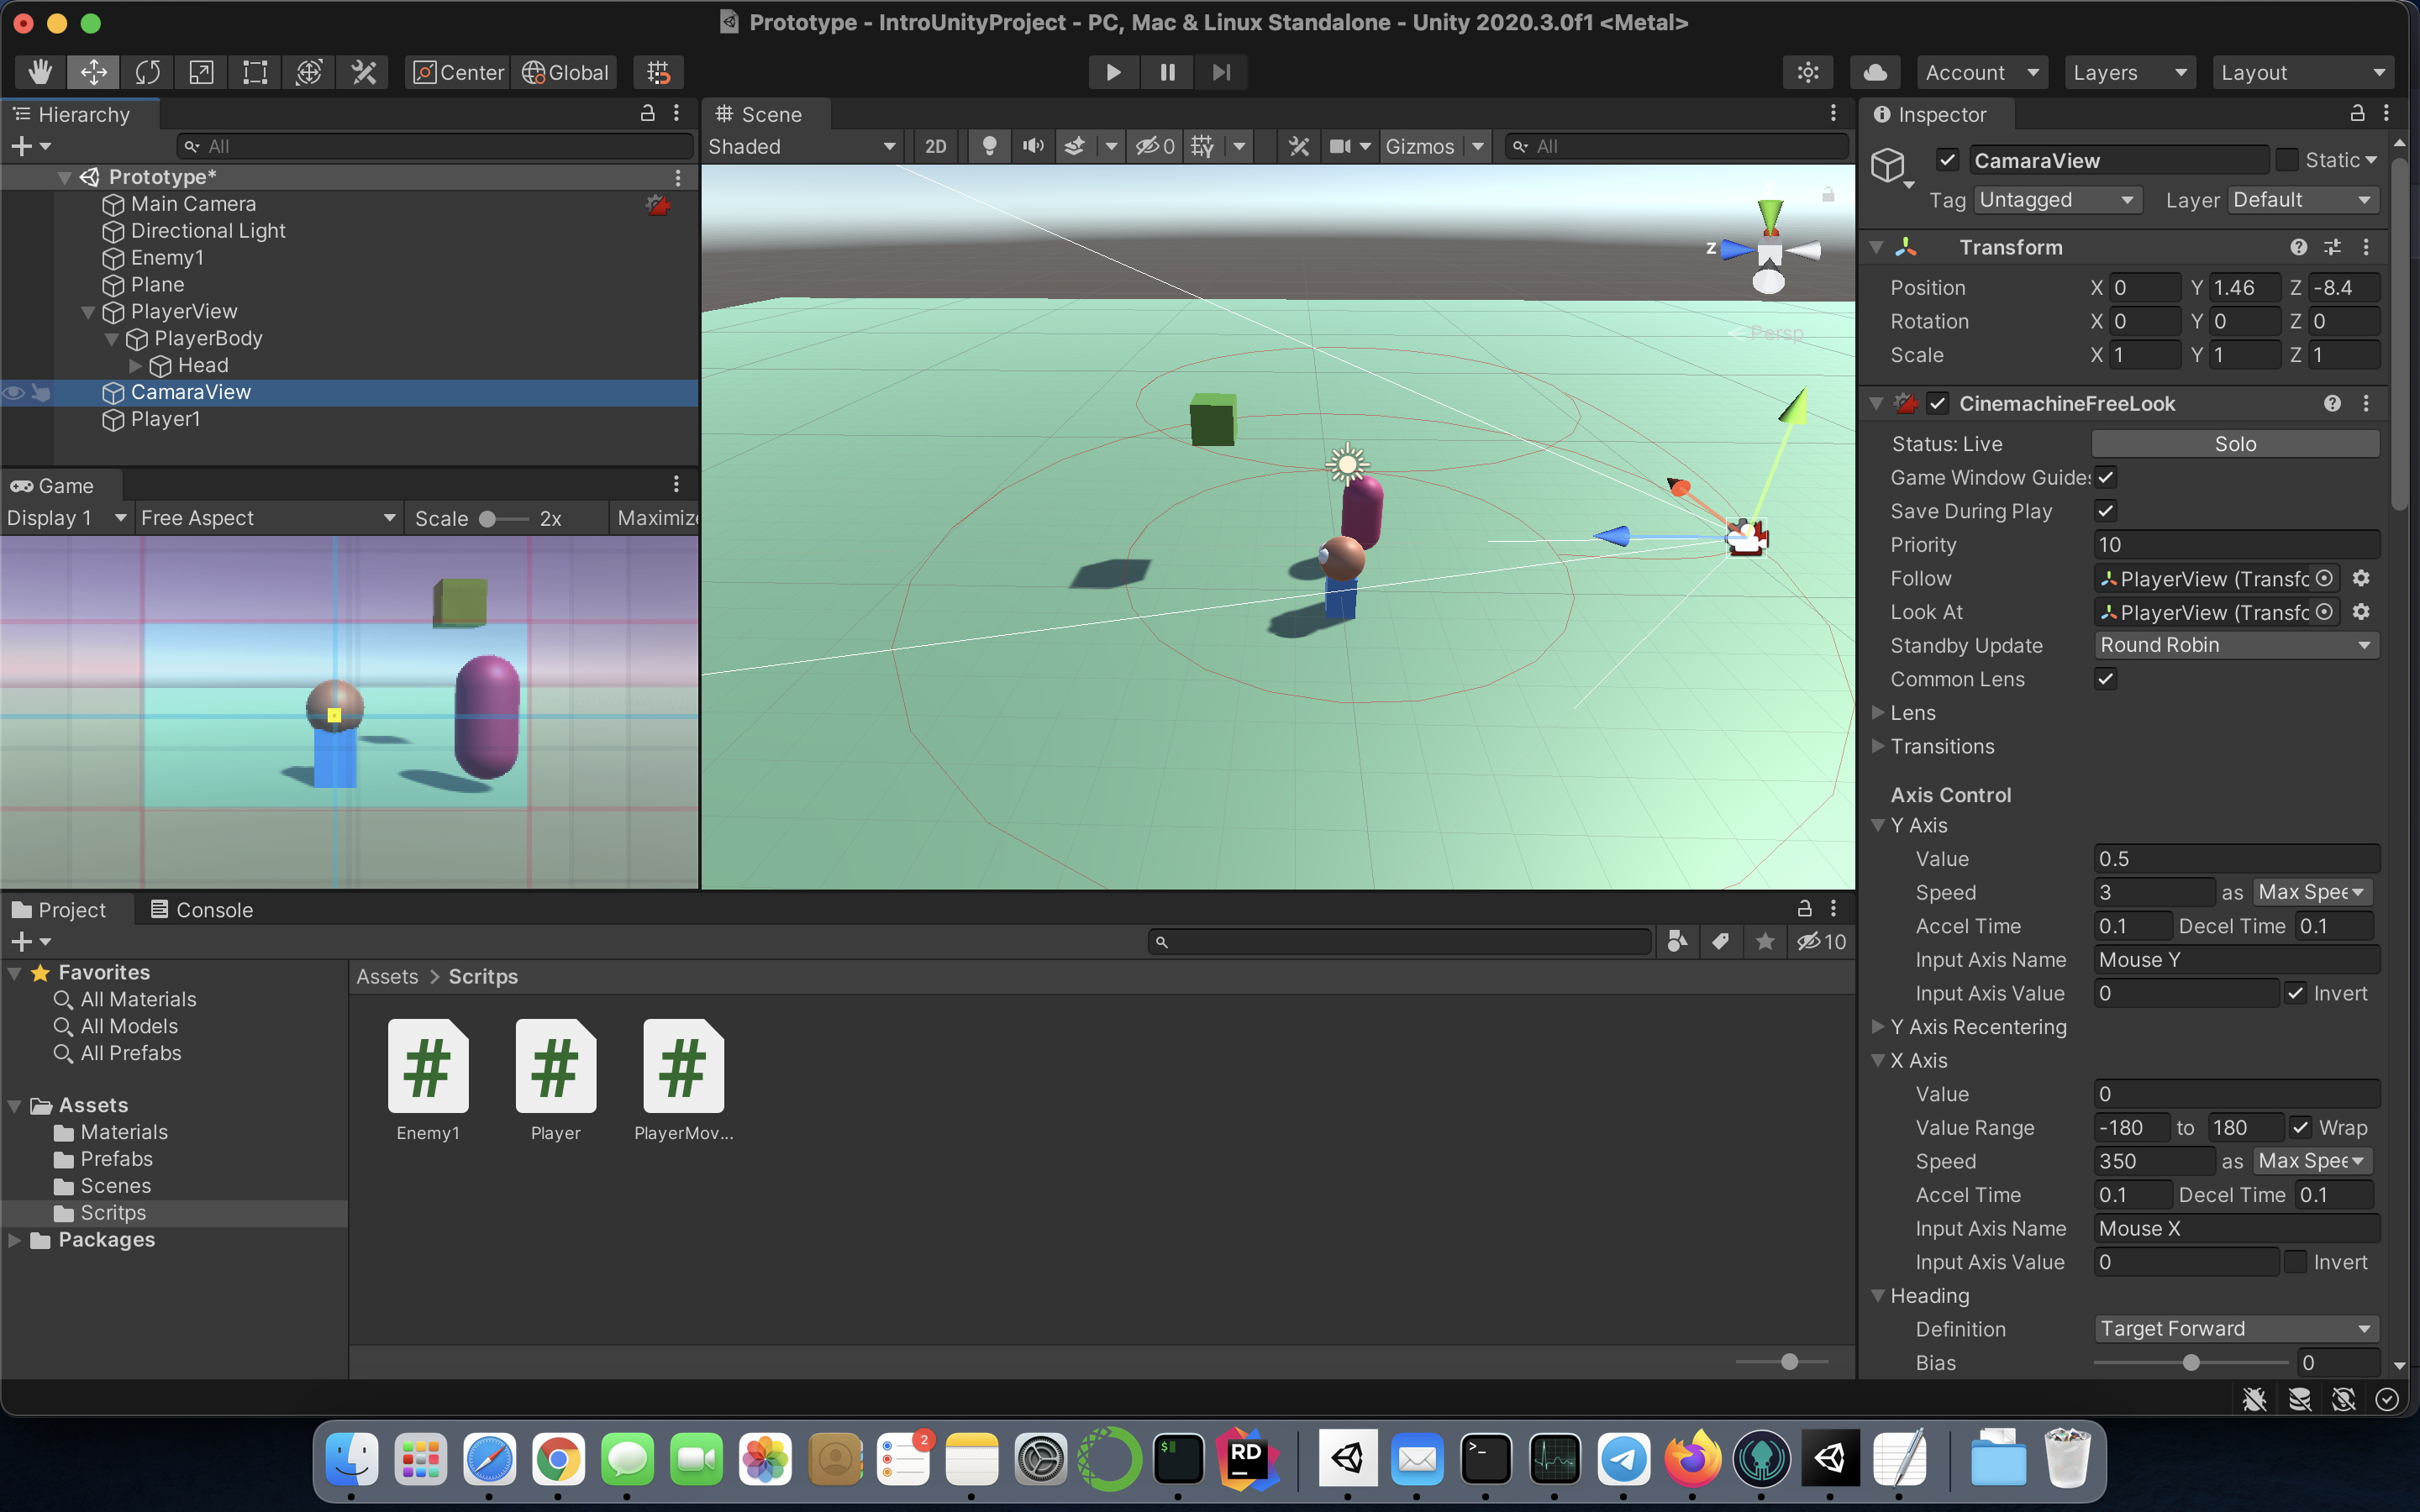 Prototype - IntroUnityProject - PC, Mac & Linux Standalone - Unity 2020.3.0f1 <Metal>
Center Global
Account Layers Layout
Hierarchy
All
Prototype*
Main Camera
Directional Light
Enemy1
Plane
PlayerView
PlayerBody
Head
CamaraView
Player1
Game
Display 1 Free Aspect Scale 2x Maximize
Scene
Shaded 2D 0 Gizmos All
Z
Persp
Project Console
10
Favorites
All Materials
All Models
All Prefabs
Assets
Materials
Prefabs
Scenes
Scritps
Packages
Assets > Scritps
Enemy1 Player PlayerMov...
Inspector
CamaraView Static
Tag Untagged Layer Default
Transform
Position X 0 Y 1.46 Z -8.4
Rotation X 0 Y 0 Z 0
Scale X 1 Y 1 Z 1
CinemachineFreeLook
Status: Live Solo
Game Window Guides
Save During Play
Priority 10
Follow PlayerView (Transfo
Look At PlayerView (Transfo
Standby Update Round Robin
Common Lens
Lens
Transitions
Axis Control
Y Axis
Value 0.5
Speed 3 as Max Spee
Accel Time 0.1 Decel Time 0.1
Input Axis Name Mouse Y
Input Axis Value 0 Invert
Y Axis Recentering
X Axis
Value 0
Value Range -180 to 180 Wrap
Speed 350 as Max Spee
Accel Time 0.1 Decel Time 0.1
Input Axis Name Mouse X
Input Axis Value 0 Invert
Heading
Definition Target Forward
Bias 0
2
$
RD
>_